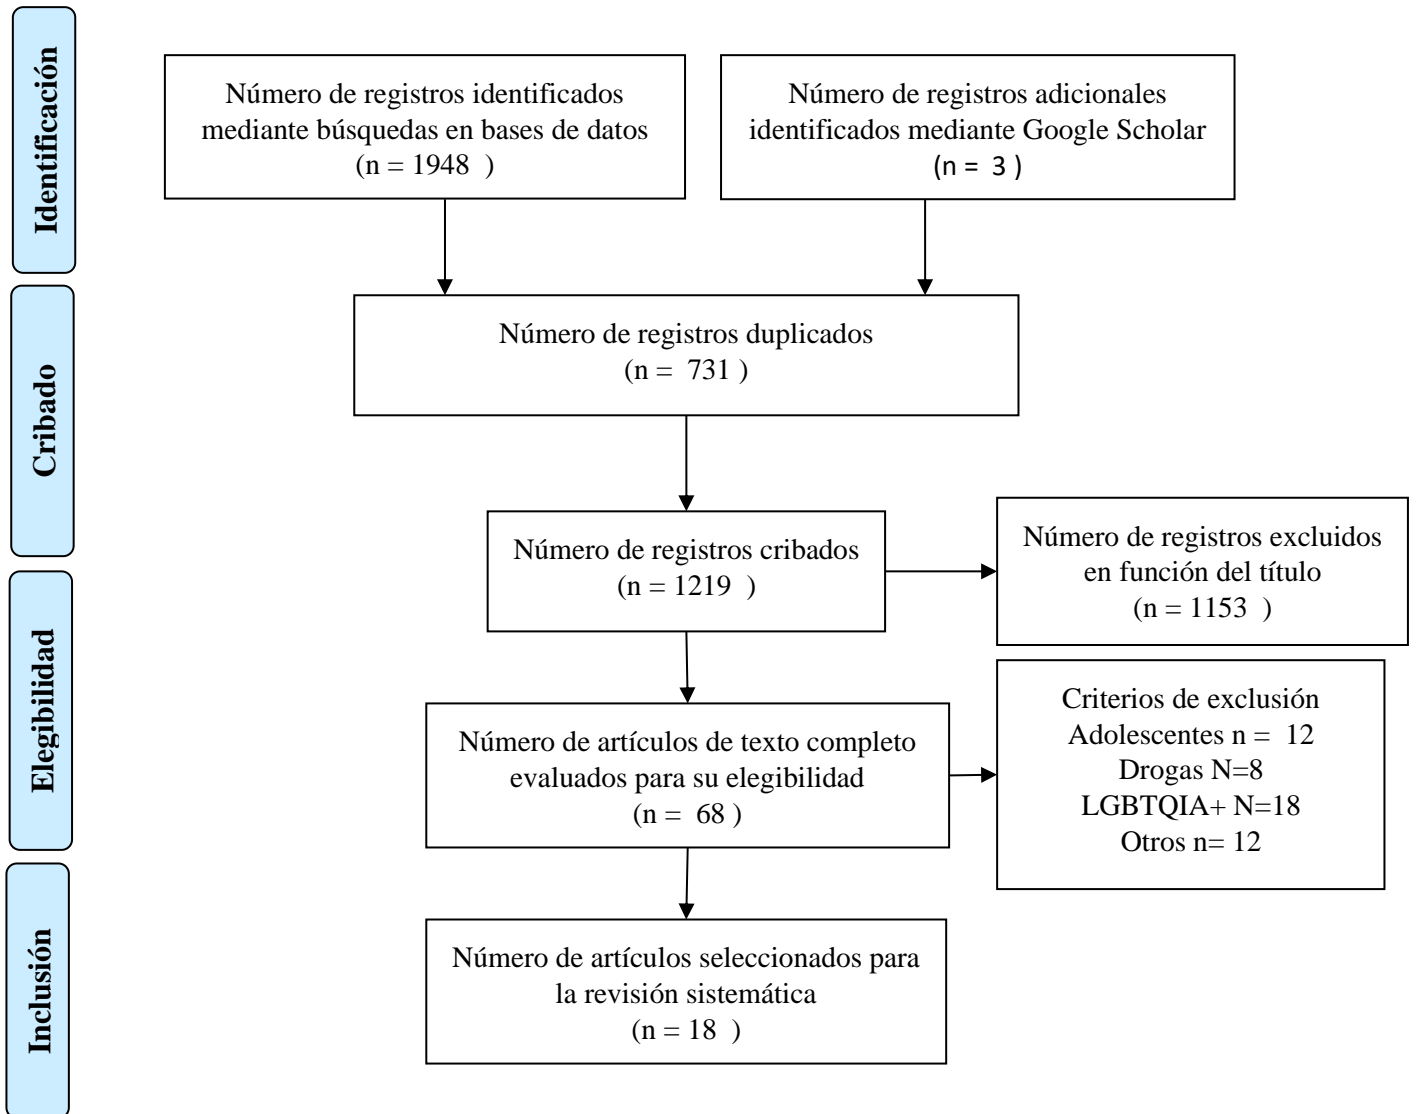 Identificación
Número de registros identificados
mediante búsquedas en bases de datos
(n = 1948 )
Número de registros adicionales
identificados mediante Google Scholar
(n = 3 )
Cribado
Número de registros duplicados
(n = 731 )
Número de registros cribados
(n = 1219 )
Número de registros excluidos
en función del título
(n = 1153 )
Elegibilidad
Número de artículos de texto completo
evaluados para su elegibilidad
(n = 68 )
Criterios de exclusión
Adolescentes n = 12
Drogas N=8
LGBTQIA+ N=18
Otros n= 12
Inclusión
Número de artículos seleccionados para
la revisión sistemática
(n = 18 )